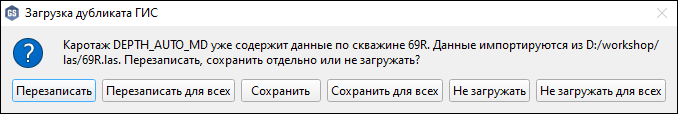 GS Загрузка дубликата ГИС
Каротаж DEPTH_AUTO_MD уже содержит данные по скважине 69R. Данные импортируются из D:/workshop/
las/69R.las. Перезаписать, сохранить отдельно или не загружать?
Перезаписать Перезаписать для всех Сохранить Сохранить для всех Не загружать Не загружать для всех